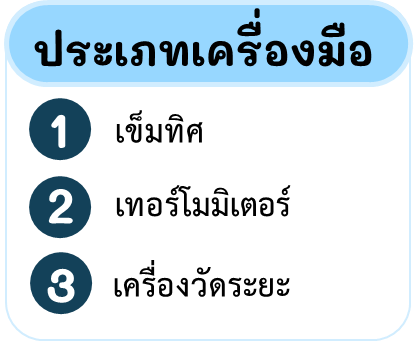 ประเภทเครื่องมือ
1 เข็มทิศ
2 เทอร์โมมิเตอร์
3 เครื่องวัดระยะ